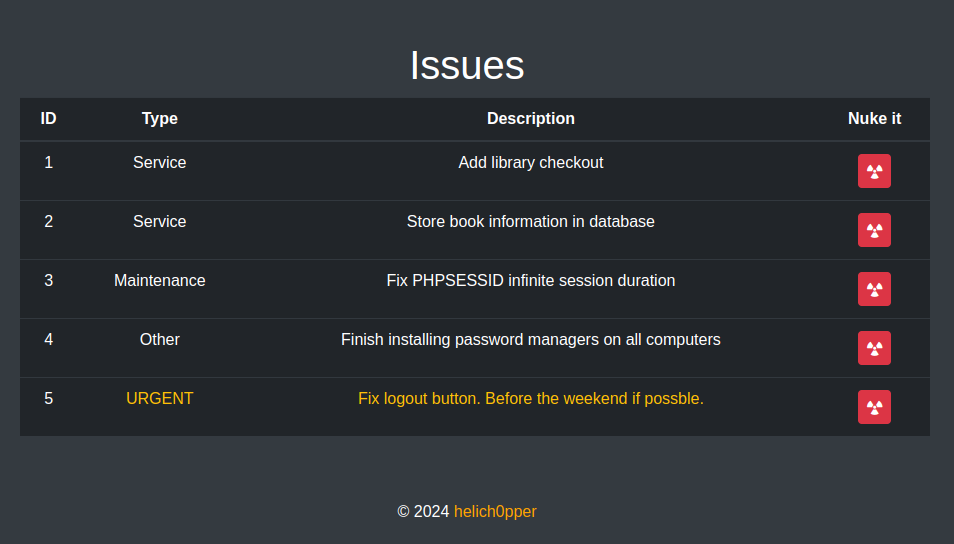 Issues
ID Type Description Nuke it
1 Service Add library checkout
2 Service Store book information in database
3 Maintenance Fix PHPSESSID infinite session duration
4 Other Finish installing password managers on all computers
5 URGENT Fix logout button. Before the weekend if possble.
© 2024 helich0pper